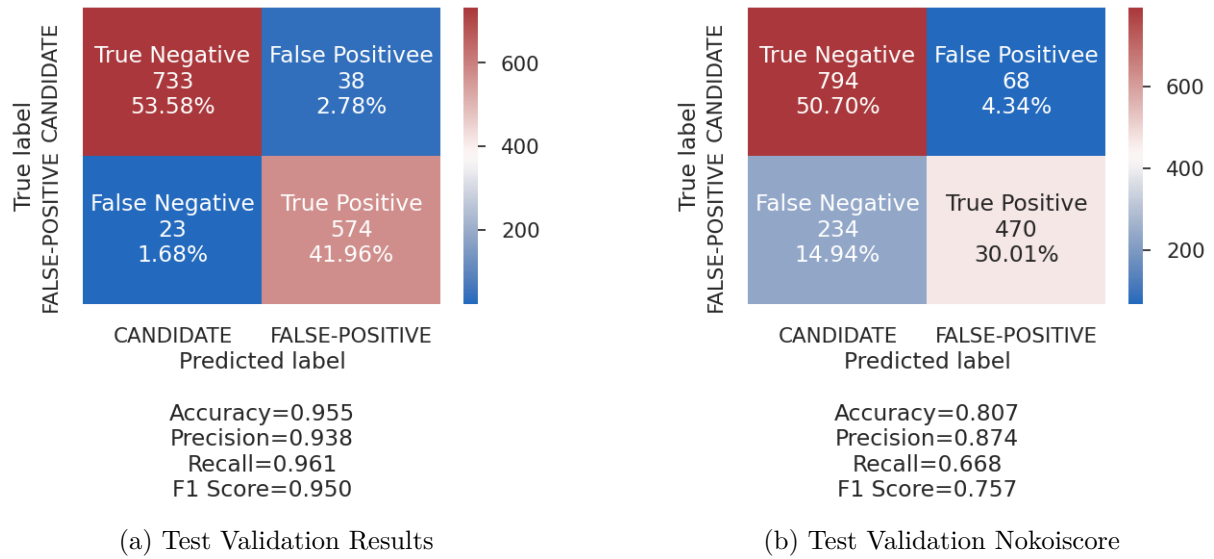 True label
FALSE-POSITIVE CANDIDATE
True Negative
733
53.58%
False Positivee
38
2.78%
False Negative
23
1.68%
True Positive
574
41.96%
600
400
200
CANDIDATE FALSE-POSITIVE
Predicted label
Accuracy=0.955
Precision=0.938
Recall=0.961
F1 Score=0.950
(a) Test Validation Results
True label
FALSE-POSITIVE CANDIDATE
True Negative
794
50.70%
False Positivee
68
4.34%
False Negative
234
14.94%
True Positive
470
30.01%
600
400
200
CANDIDATE FALSE-POSITIVE
Predicted label
Accuracy=0.807
Precision=0.874
Recall=0.668
F1 Score=0.757
(b) Test Validation Nokoiscore